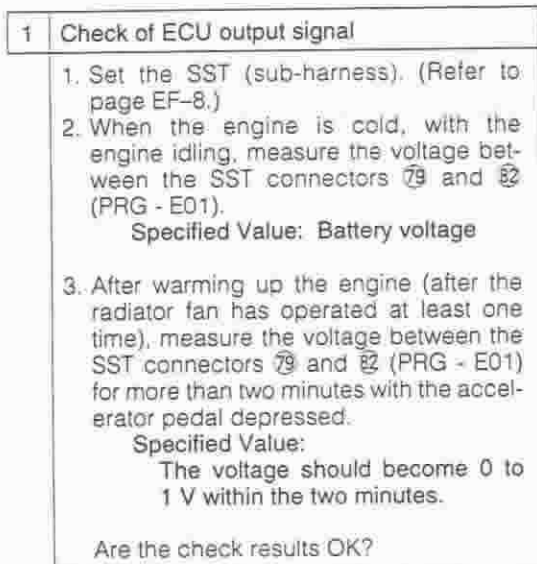 1 Check of ECU output signal
1. Set the SST (sub-harness). (Refer to
page EF–8.)
2. When the engine is cold, with the
engine idling, measure the voltage bet-
ween the SST connectors 79 and 82
(PRG - E01).
Specified Value: Battery voltage
3. After warming up the engine (after the
radiator fan has operated at least one
time), measure the voltage between the
SST connectors 79 and 82 (PRG - E01)
for more than two minutes with the accel-
erator pedal depressed.
Specified Value:
The voltage should become 0 to
1 V within the two minutes.
Are the check results OK?